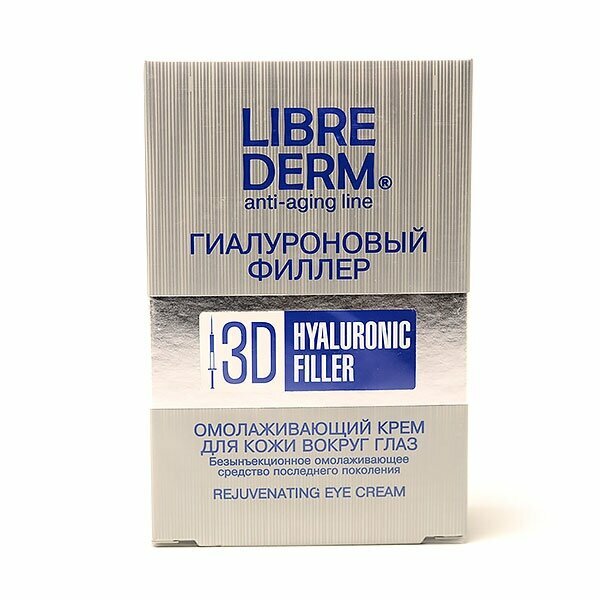 LIBRE
DERM®
anti-aging line
ГИАЛУРОНОВЫЙ
ФИЛЛЕР
3D
HYALURONIC
FILLER
ОМОЛАЖИВАЮЩИЙ КРЕМ
ДЛЯ КОЖИ ВОКРУГ ГЛАЗ
Безынъекционное омолаживающее
средство последнего поколения
REJUVENATING EYE CREAM